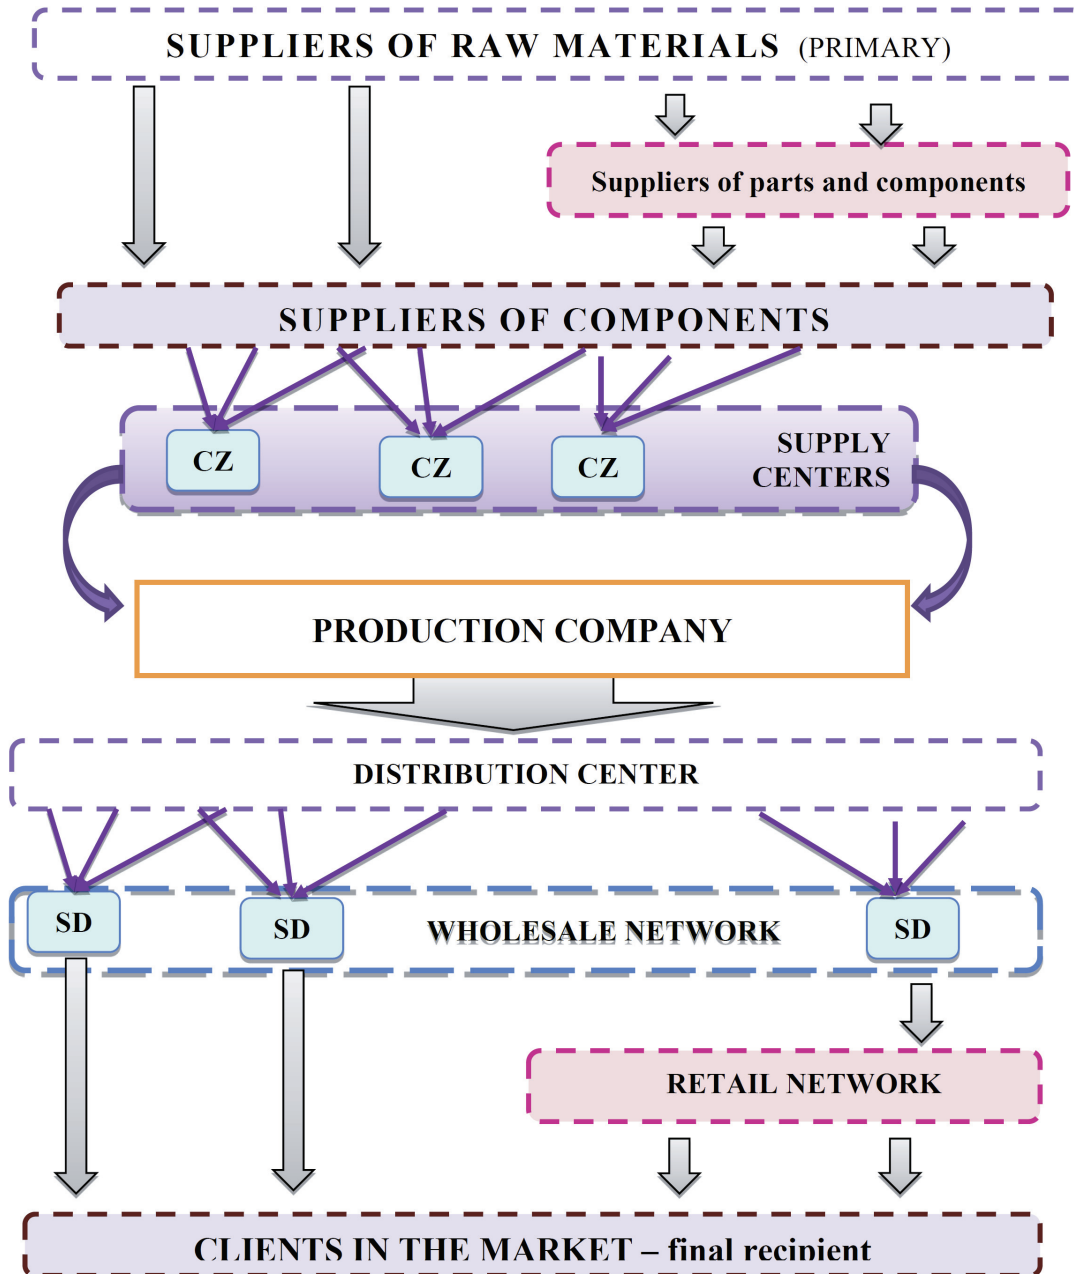 SUPPLIERS OF RAW MATERIALS (PRIMARY)
Suppliers of parts and components
SUPPLIERS OF COMPONENTS
CZ
CZ
CZ
SUPPLY
CENTERS
PRODUCTION COMPANY
DISTRIBUTION CENTER
SD
SD
WHOLESALE NETWORK
SD
RETAIL NETWORK
CLIENTS IN THE MARKET – final recipient